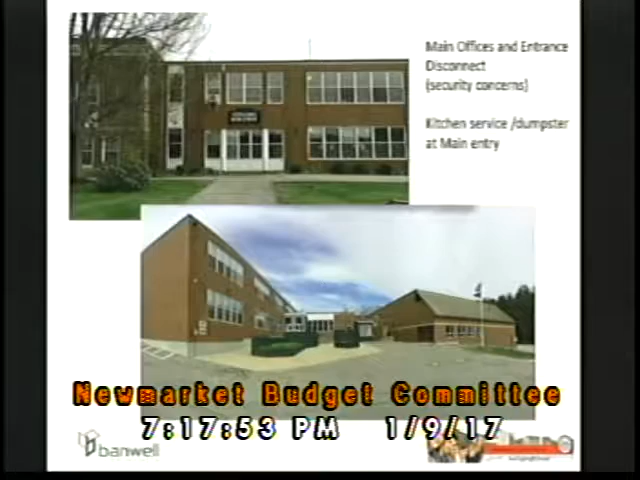 Main Offices and Entrance
Disconnect
(security concerns)
Kitchen service /dumpster
at Main entry
Newmarket Budget Committee
7:17:53 PM 1/9/17
banwell